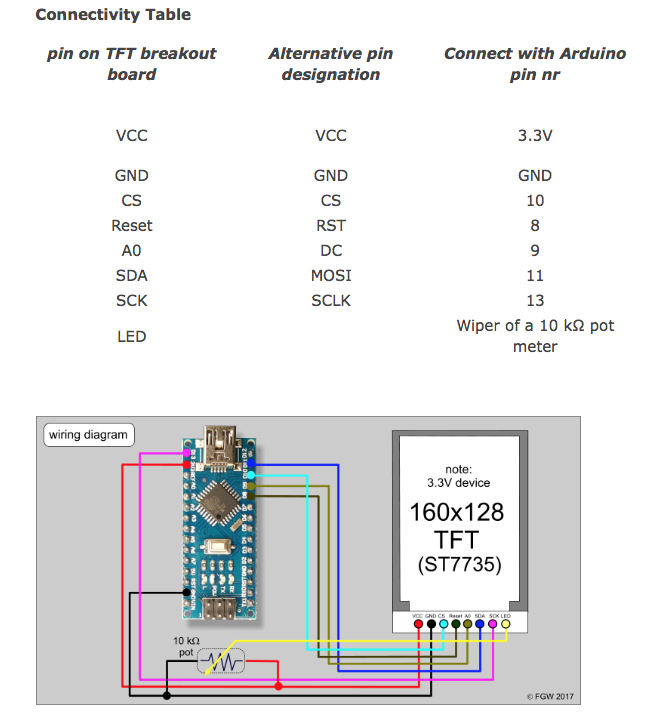 Connectivity Table
pin on TFT breakout board
Alternative pin designation
Connect with Arduino pin nr
VCC VCC 3.3V
GND GND GND
CS CS 10
Reset RST 8
A0 DC 9
SDA MOSI 11
SCK SCLK 13
LED Wiper of a 10 kΩ pot meter
wiring diagram
note:
3.3V device
160x128
TFT
(ST7735)
VCC GND CS Reset A0 SDA SCK LED
10 kΩ
pot
© FGW 2017